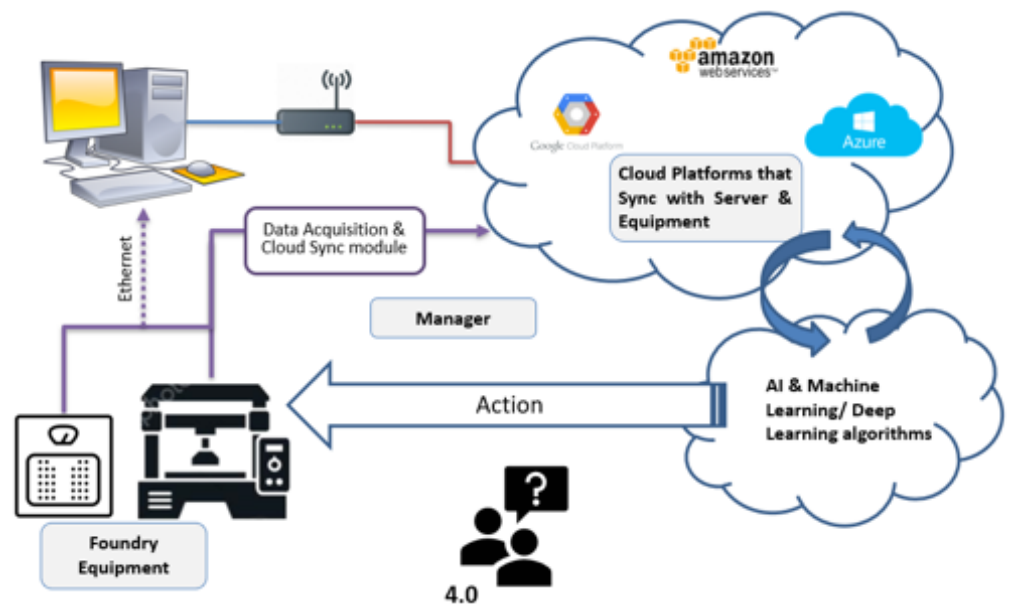 amazon
webservices™
Google Cloud Platform
Azure
Cloud Platforms that
Sync with Server &
Equipment
Data Acquisition &
Cloud Sync module
Ethernet
Manager
Action
AI & Machine
Learning/ Deep
Learning algorithms
?
Foundry
Equipment
4.0